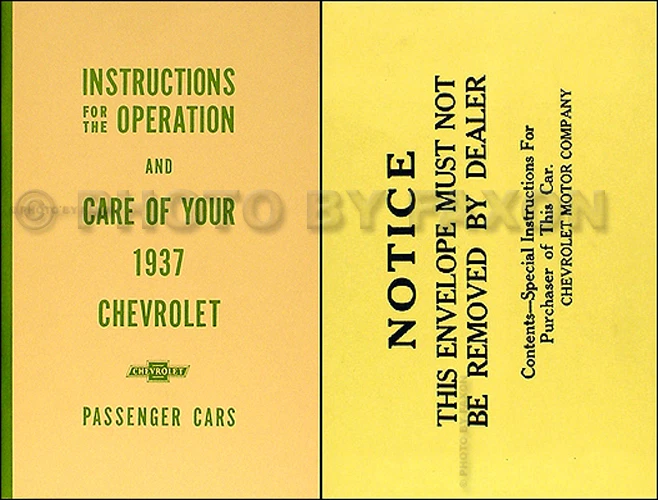 INSTRUCTIONS
FOR THE OPERATION
AND
CARE OF YOUR
1937
CHEVROLET
CHEVROLET
PASSENGER CARS
NOTICE
THIS ENVELOPE MUST NOT
BE REMOVED BY DEALER
Contents—Special Instructions For
Purchaser of This Car.
CHEVROLET MOTOR COMPANY
© PHOTO BY FAXON